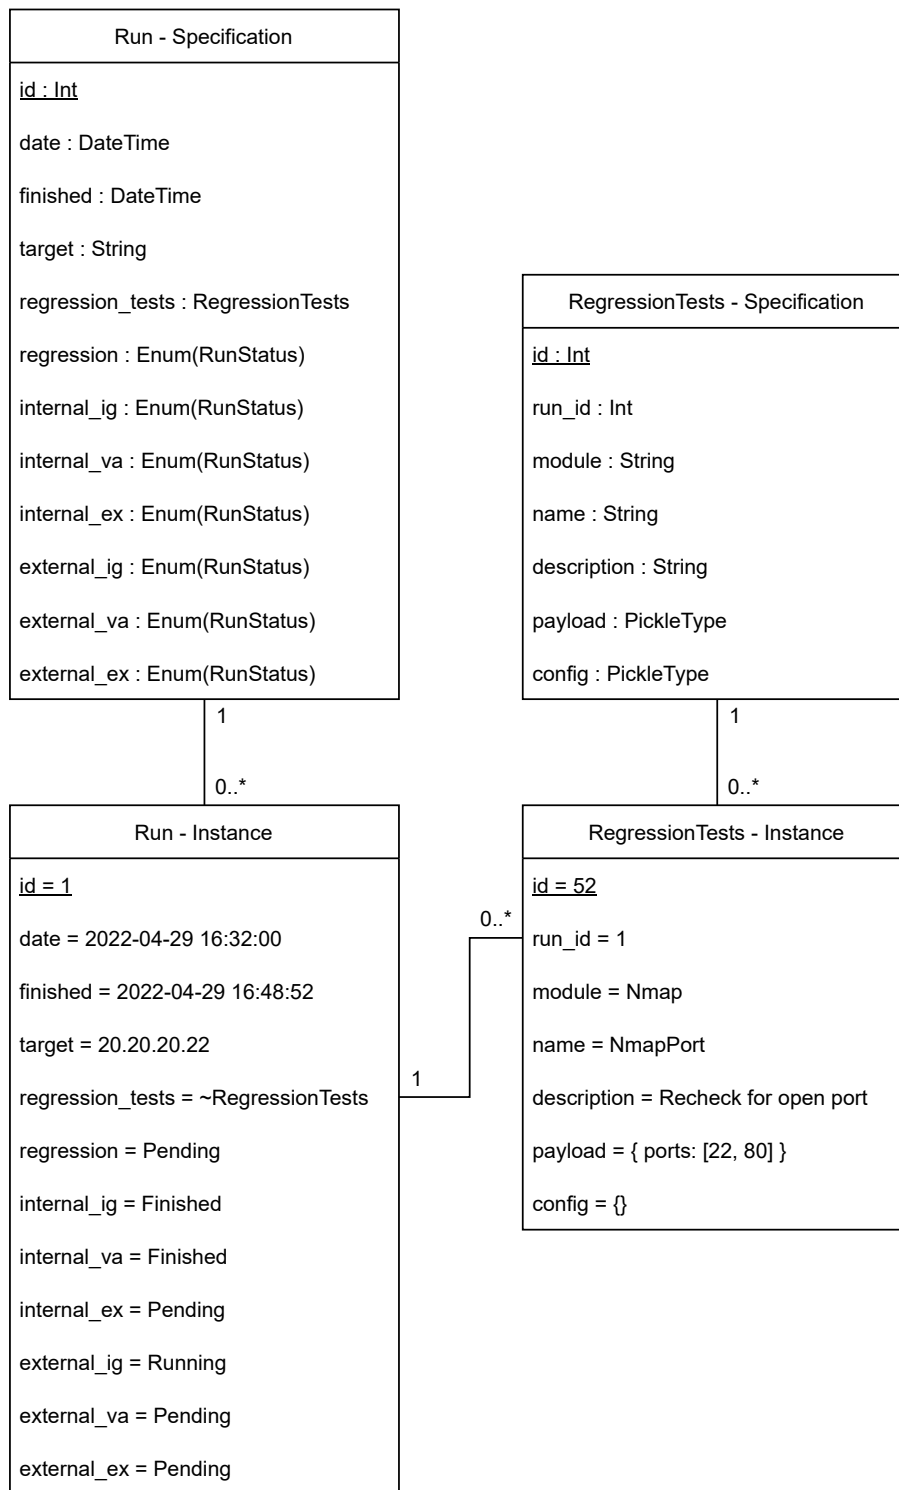 Run - Specification
id : Int
date : DateTime
finished : DateTime
target : String
regression_tests : RegressionTests
regression : Enum(RunStatus)
internal_ig : Enum(RunStatus)
internal_va : Enum(RunStatus)
internal_ex : Enum(RunStatus)
external_ig : Enum(RunStatus)
external_va : Enum(RunStatus)
external_ex : Enum(RunStatus)
1
0..*
RegressionTests - Specification
id : Int
run_id : Int
module : String
name : String
description : String
payload : PickleType
config : PickleType
1
0..*
Run - Instance
id = 1
date = 2022-04-29 16:32:00
finished = 2022-04-29 16:48:52
target = 20.20.20.22
regression_tests = ~RegressionTests
regression = Pending
internal_ig = Finished
internal_va = Finished
internal_ex = Pending
external_ig = Running
external_va = Pending
external_ex = Pending
1
0..*
RegressionTests - Instance
id = 52
run_id = 1
module = Nmap
name = NmapPort
description = Recheck for open port
payload = { ports: [22, 80] }
config = {}